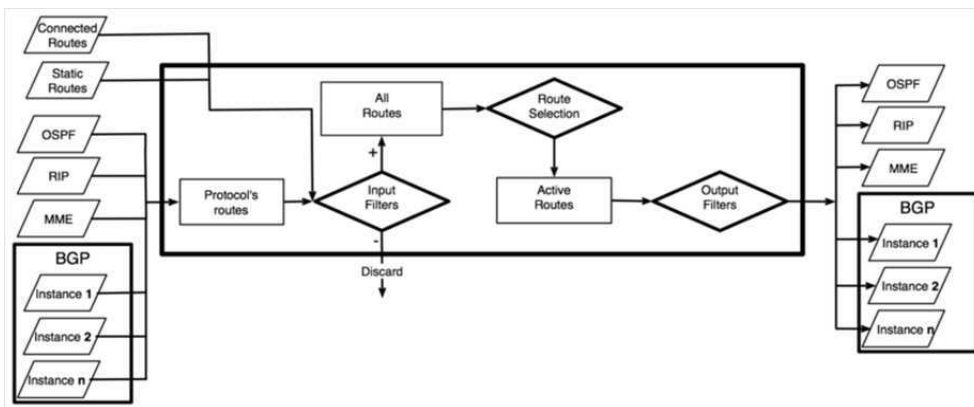 Connected
Routes
Static
Routes
OSPF
RIP
MME
BGP
Instance 1
Instance 2
Instance n
Protocol's
routes
All
Routes
+
Input
Filters
-
Discard
Route
Selection
Active
Routes
Output
Filters
OSPF
RIP
MME
BGP
Instance 1
Instance 2
Instance n